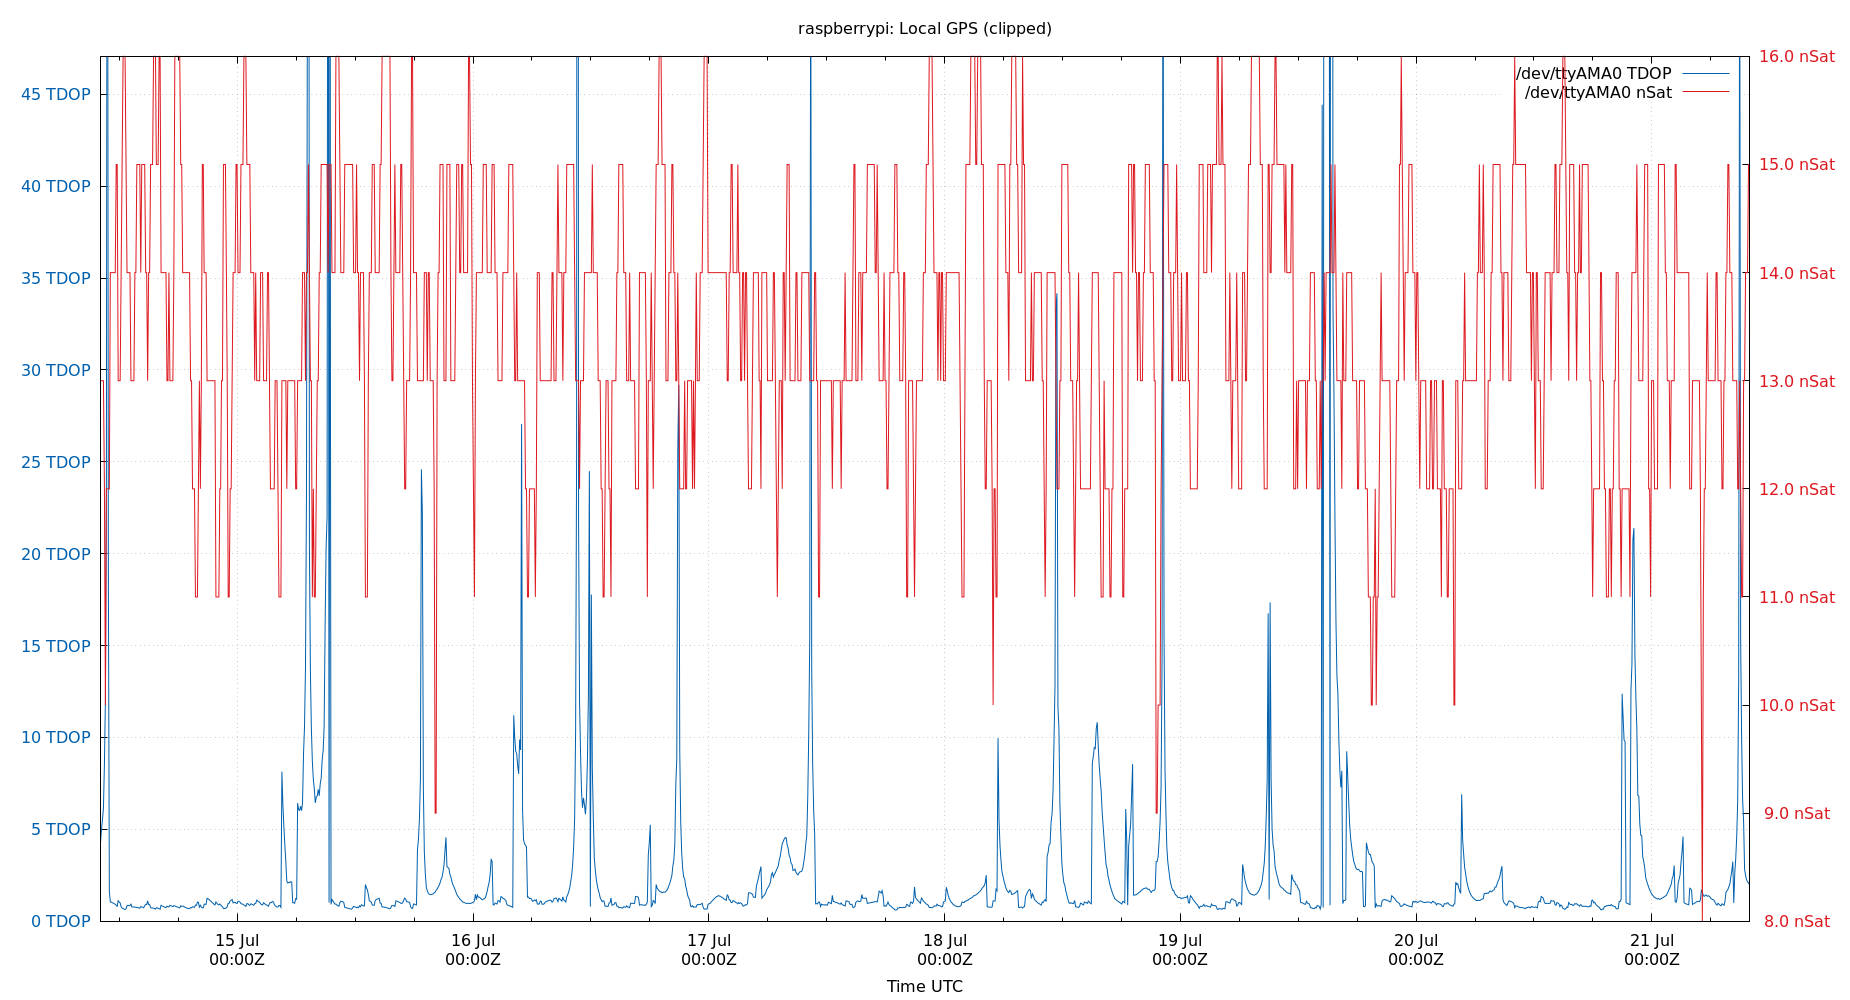 raspberrypi: Local GPS (clipped)
/dev/ttyAMA0 TDOP
/dev/ttyAMA0 nSat
45 TDOP
40 TDOP
35 TDOP
30 TDOP
25 TDOP
20 TDOP
15 TDOP
10 TDOP
5 TDOP
0 TDOP
16.0 nSat
15.0 nSat
14.0 nSat
13.0 nSat
12.0 nSat
11.0 nSat
10.0 nSat
9.0 nSat
8.0 nSat
15 Jul
00:00Z
16 Jul
00:00Z
17 Jul
00:00Z
18 Jul
00:00Z
19 Jul
00:00Z
20 Jul
00:00Z
21 Jul
00:00Z
Time UTC